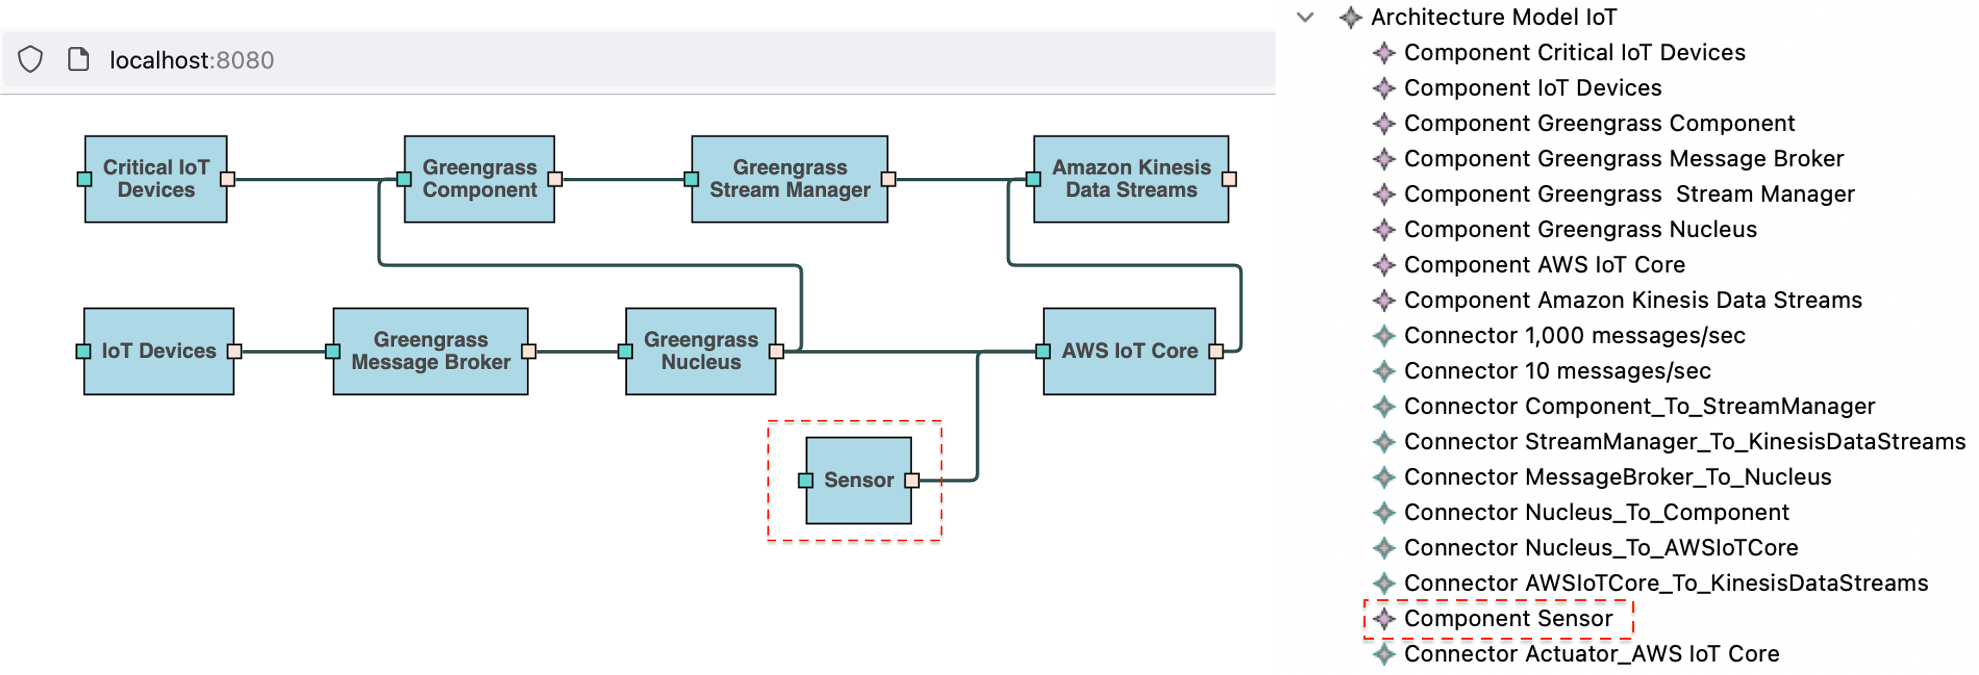 localhost:8080
Critical IoT
Devices
Greengrass
Component
Greengrass
Stream Manager
Amazon Kinesis
Data Streams
IoT Devices
Greengrass
Message Broker
Greengrass
Nucleus
AWS IoT Core
Sensor
Architecture Model IoT
Component Critical IoT Devices
Component IoT Devices
Component Greengrass Component
Component Greengrass Message Broker
Component Greengrass  Stream Manager
Component Greengrass Nucleus
Component AWS IoT Core
Component Amazon Kinesis Data Streams
Connector 1,000 messages/sec
Connector 10 messages/sec
Connector Component_To_StreamManager
Connector StreamManager_To_KinesisDataStreams
Connector MessageBroker_To_Nucleus
Connector Nucleus_To_Component
Connector Nucleus_To_AWSIoTCore
Connector AWSIoTCore_To_KinesisDataStreams
Component Sensor
Connector Actuator_AWS IoT Core